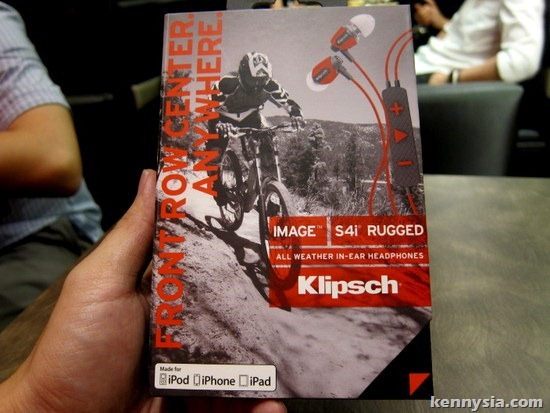 FRONT ROW CENTER.
ANYWHERE.
IMAGE™ S4i™ RUGGED
ALL WEATHER IN-EAR HEADPHONES
Klipsch®
Made for
iPod iPhone iPad
kennysia.com